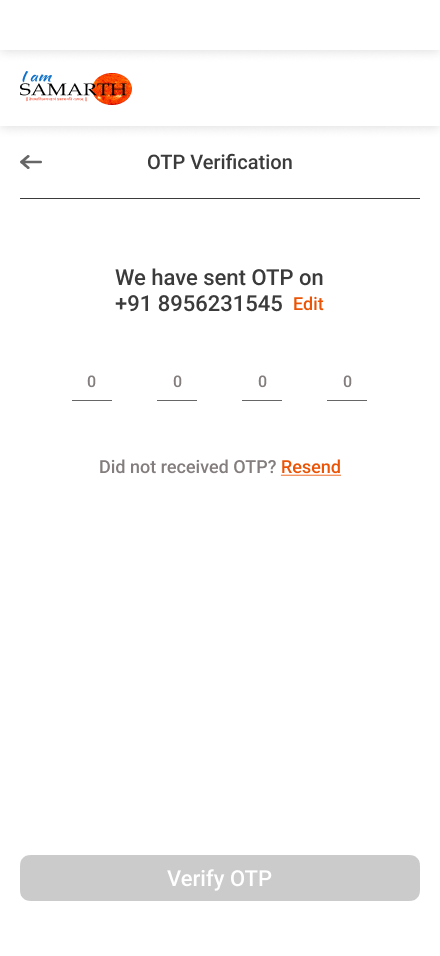 I am
SAMARTH
OTP Verification
We have sent OTP on
+91 8956231545 Edit
0 0 0 0
Did not received OTP? Resend
Verify OTP